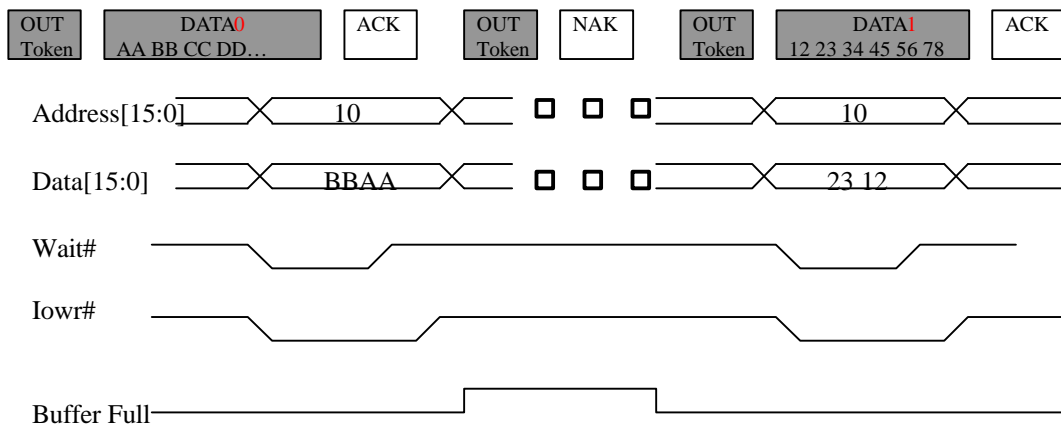 OUT DATA0 ACK OUT NAK OUT DATA1 ACK
Token AA BB CC DD… Token Token 12 23 34 45 56 78
Address[15:0] 10 10
Data[15:0] BBAA 23 12
Wait#
Iowr#
Buffer Full